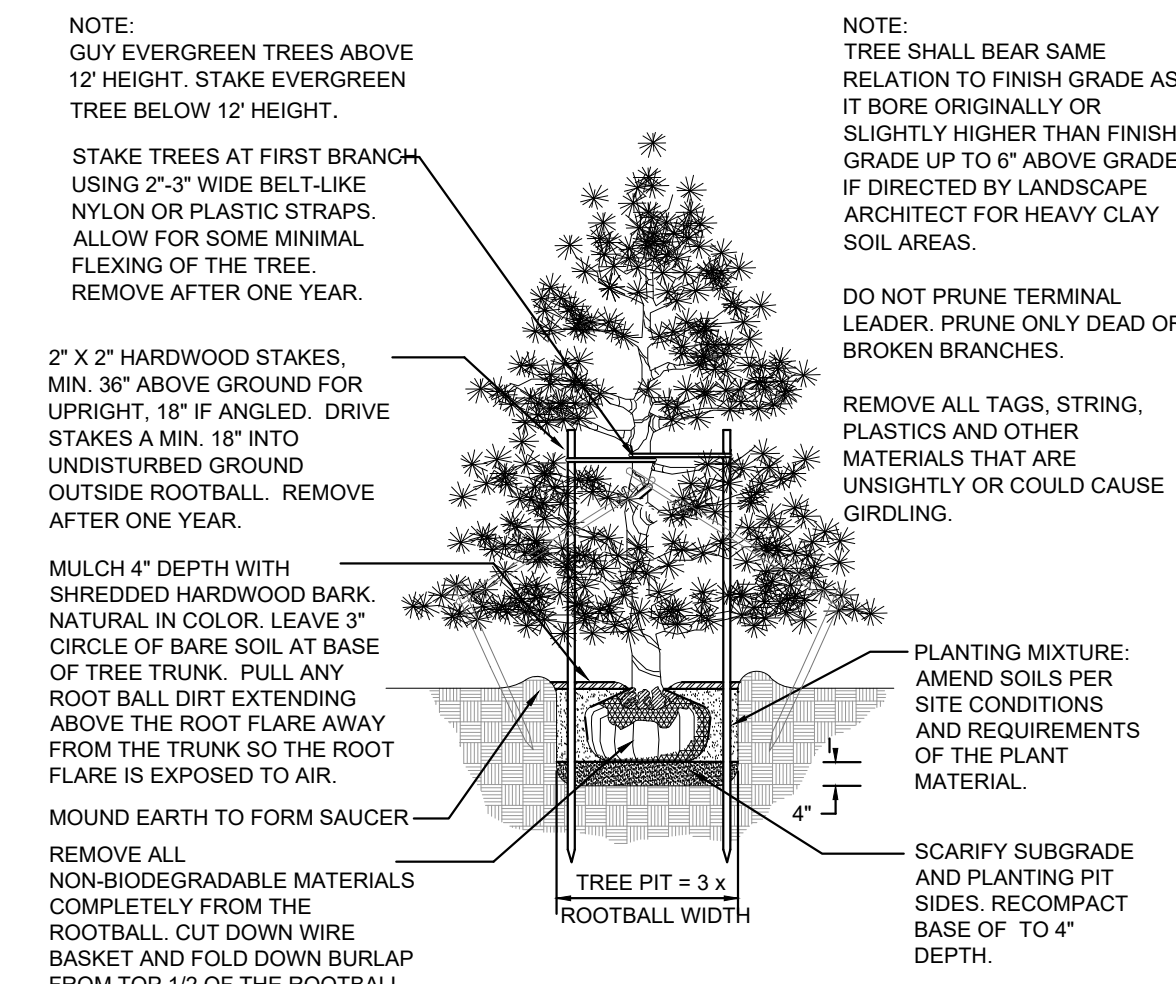 NOTE:
GUY EVERGREEN TREES ABOVE
12' HEIGHT. STAKE EVERGREEN
TREE BELOW 12' HEIGHT.
STAKE TREES AT FIRST BRANCH
USING 2"-3" WIDE BELT-LIKE
NYLON OR PLASTIC STRAPS.
ALLOW FOR SOME MINIMAL
FLEXING OF THE TREE.
REMOVE AFTER ONE YEAR.
2" X 2" HARDWOOD STAKES,
MIN. 36" ABOVE GROUND FOR
UPRIGHT, 18" IF ANGLED. DRIVE
STAKES A MIN. 18" INTO
UNDISTURBED GROUND
OUTSIDE ROOTBALL. REMOVE
AFTER ONE YEAR.
MULCH 4" DEPTH WITH
SHREDDED HARDWOOD BARK.
NATURAL IN COLOR. LEAVE 3"
CIRCLE OF BARE SOIL AT BASE
OF TREE TRUNK. PULL ANY
ROOT BALL DIRT EXTENDING
ABOVE THE ROOT FLARE AWAY
FROM THE TRUNK SO THE ROOT
FLARE IS EXPOSED TO AIR.
MOUND EARTH TO FORM SAUCER
REMOVE ALL
NON-BIODEGRADABLE MATERIALS
COMPLETELY FROM THE
ROOTBALL. CUT DOWN WIRE
BASKET AND FOLD DOWN BURLAP
FROM TOP 1/2 OF THE ROOTBALL
TREE PIT = 3 x
ROOTBALL WIDTH
4"
NOTE:
TREE SHALL BEAR SAME
RELATION TO FINISH GRADE AS
IT BORE ORIGINALLY OR
SLIGHTLY HIGHER THAN FINISH
GRADE UP TO 6" ABOVE GRADE
IF DIRECTED BY LANDSCAPE
ARCHITECT FOR HEAVY CLAY
SOIL AREAS.
DO NOT PRUNE TERMINAL
LEADER. PRUNE ONLY DEAD OR
BROKEN BRANCHES.
REMOVE ALL TAGS, STRING,
PLASTICS AND OTHER
MATERIALS THAT ARE
UNSIGHTLY OR COULD CAUSE
GIRDLING.
PLANTING MIXTURE:
AMEND SOILS PER
SITE CONDITIONS
AND REQUIREMENTS
OF THE PLANT
MATERIAL.
SCARIFY SUBGRADE
AND PLANTING PIT
SIDES. RECOMPACT
BASE OF TO 4"
DEPTH.